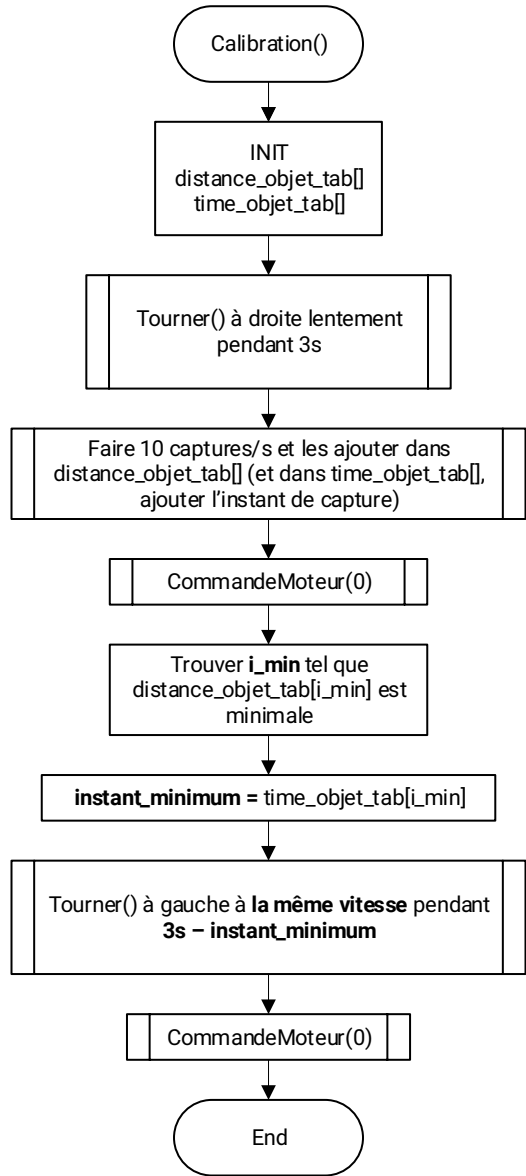 Calibration()
INIT
distance_objet_tab[]
time_objet_tab[]
Tourner() à droite lentement
pendant 3s
Faire 10 captures/s et les ajouter dans
distance_objet_tab[] (et dans time_objet_tab[],
ajouter l’instant de capture)
CommandeMoteur(0)
Trouver i_min tel que
distance_objet_tab[i_min] est
minimale
instant_minimum = time_objet_tab[i_min]
Tourner() à gauche à la même vitesse pendant
3s – instant_minimum
CommandeMoteur(0)
End